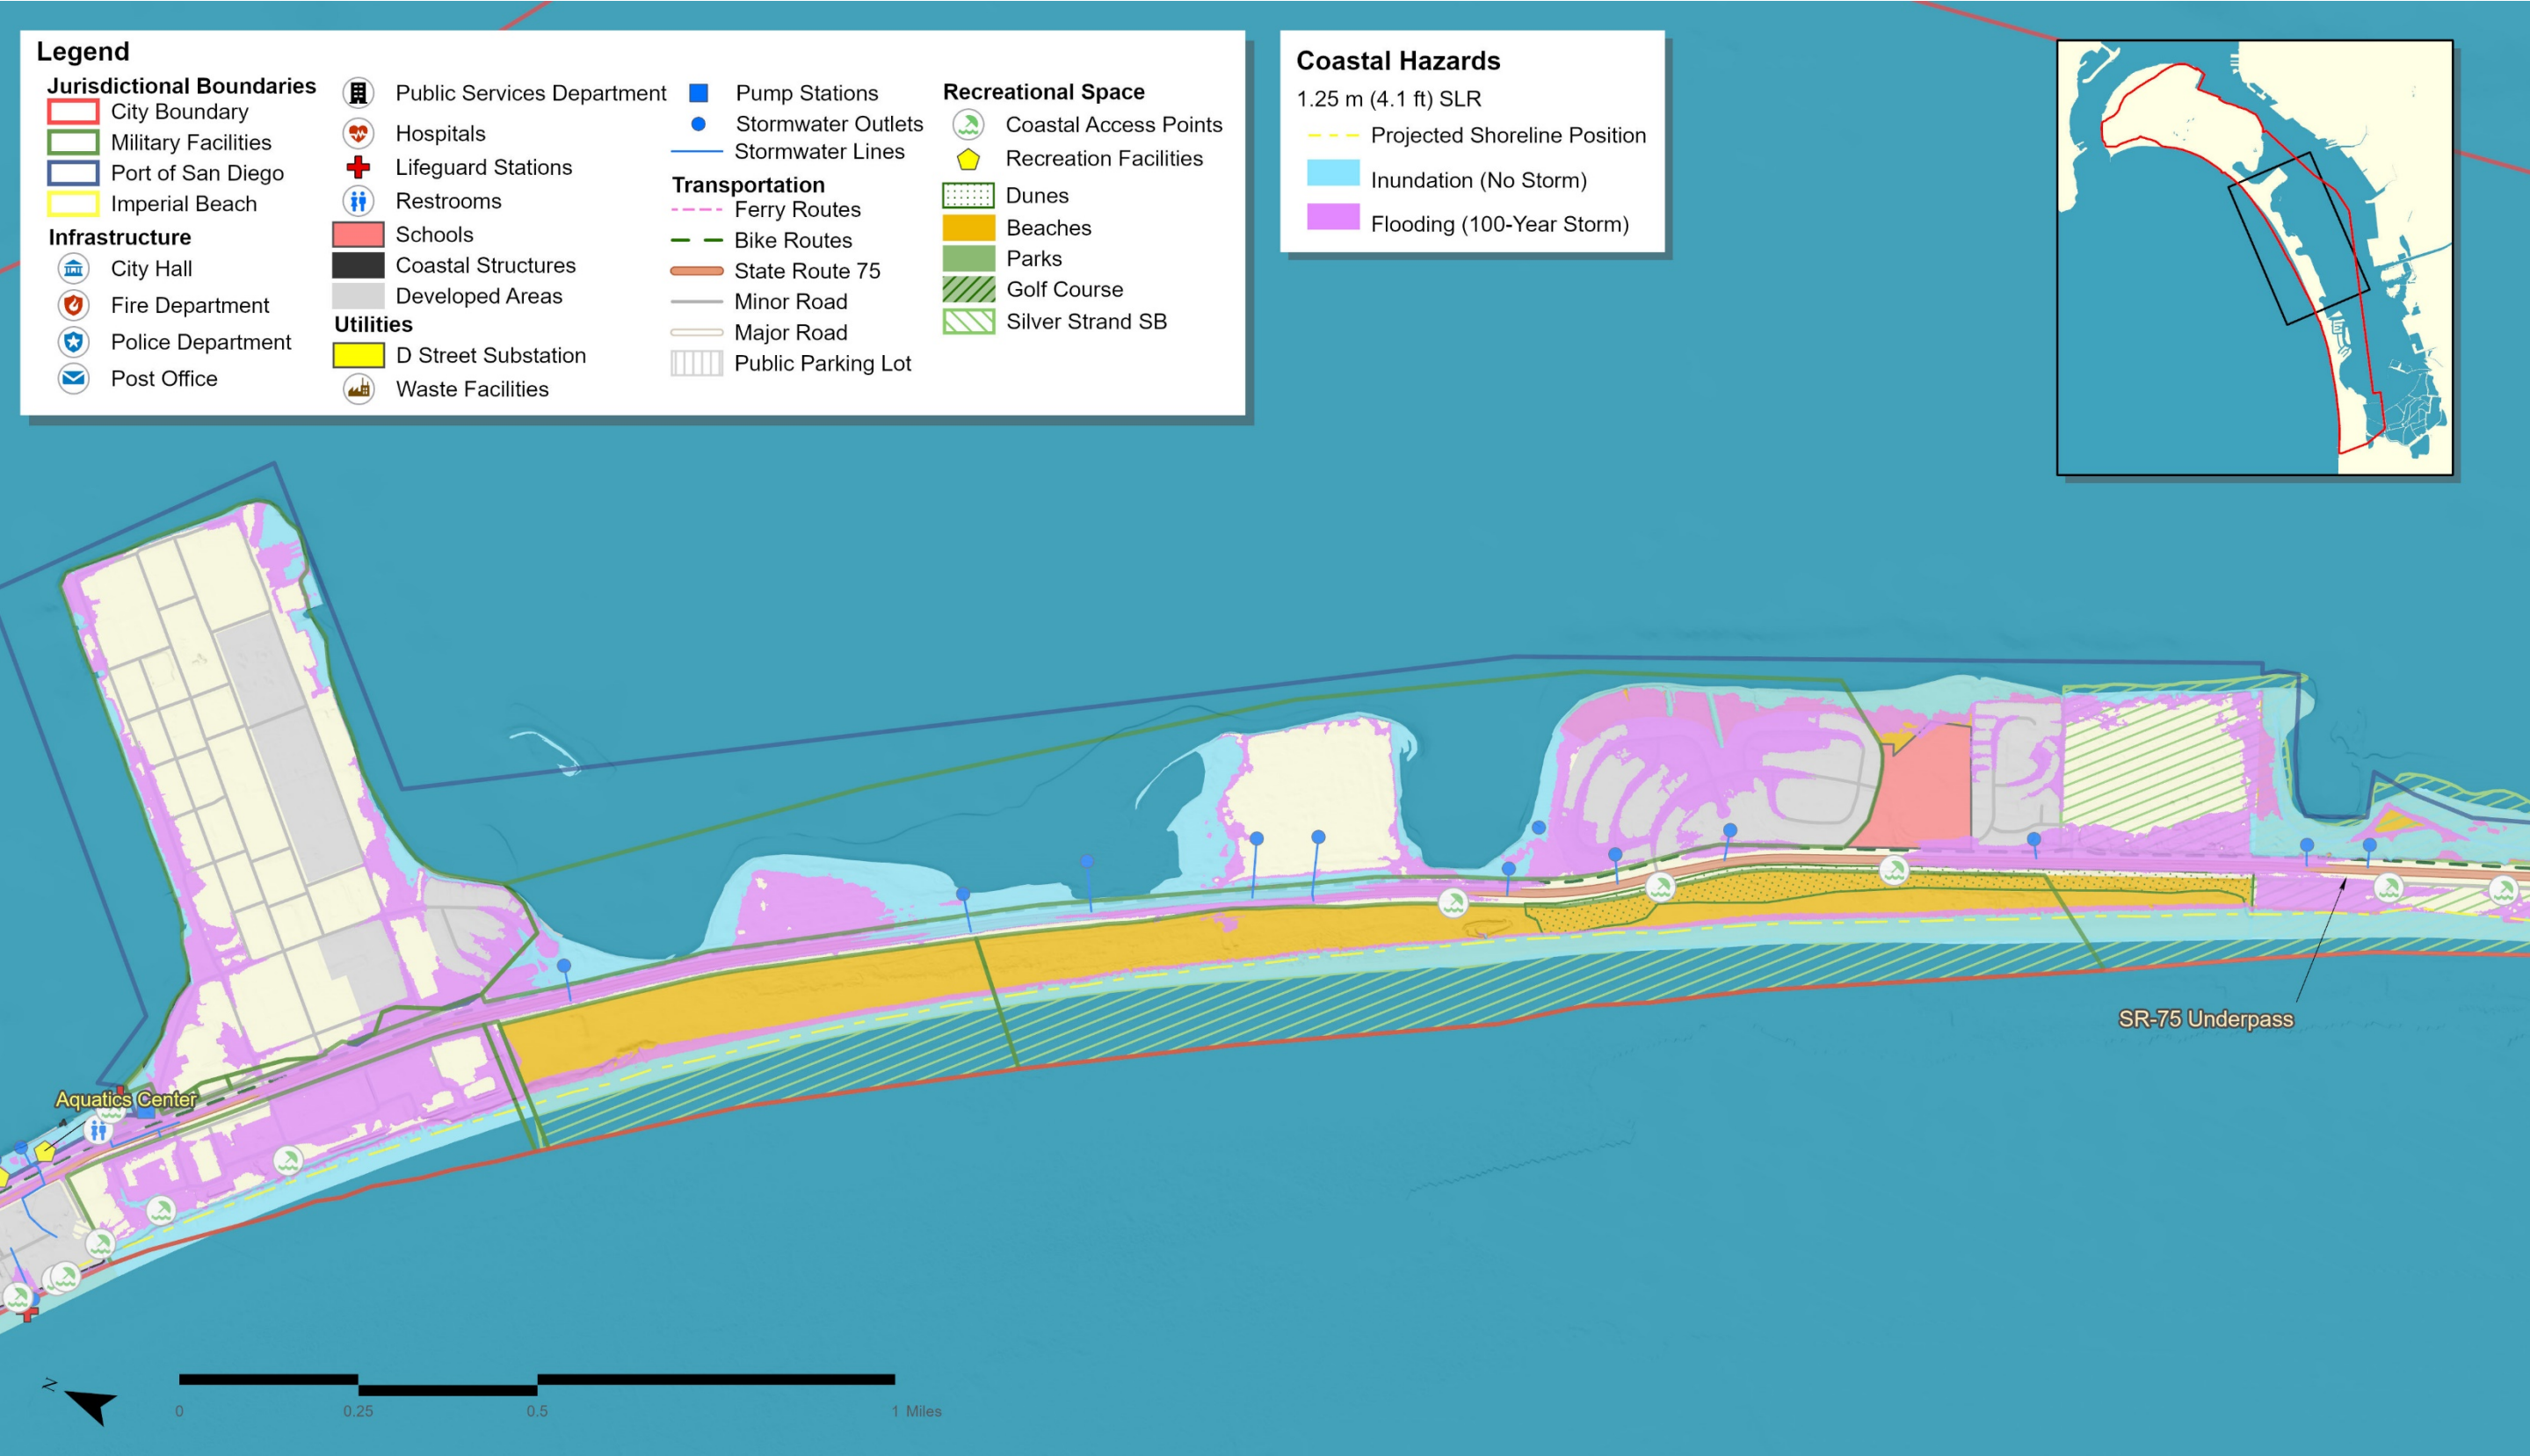 Legend
Jurisdictional Boundaries
City Boundary
Military Facilities
Port of San Diego
Imperial Beach
Infrastructure
City Hall
Fire Department
Police Department
Post Office
Public Services Department
Hospitals
Lifeguard Stations
Restrooms
Schools
Coastal Structures
Developed Areas
Utilities
D Street Substation
Waste Facilities
Pump Stations
Stormwater Outlets
Stormwater Lines
Transportation
Ferry Routes
Bike Routes
State Route 75
Minor Road
Major Road
Public Parking Lot
Recreational Space
Coastal Access Points
Recreation Facilities
Dunes
Beaches
Parks
Golf Course
Silver Strand SB
Coastal Hazards
1.25 m (4.1 ft) SLR
Projected Shoreline Position
Inundation (No Storm)
Flooding (100-Year Storm)
SR-75 Underpass
Aquatics Center
N
0 0.25 0.5 1 Miles